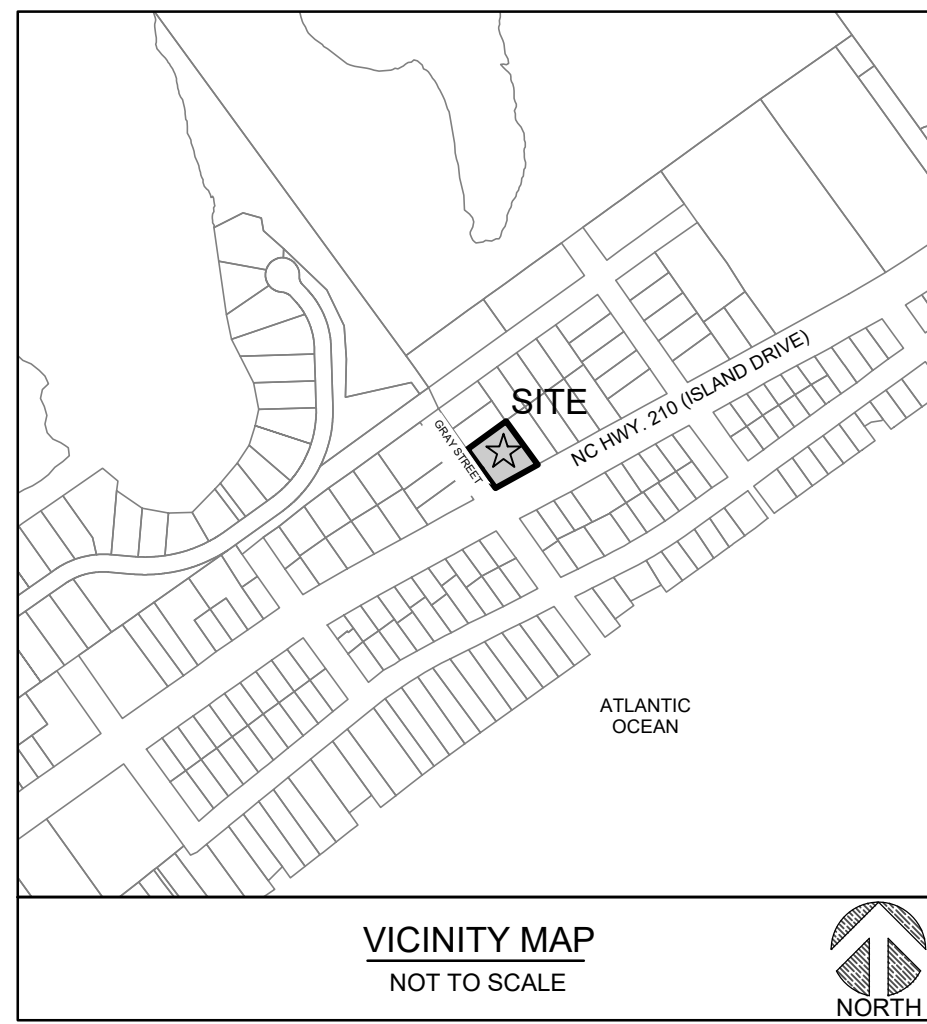 SITE
GRAY STREET
NC HWY. 210 (ISLAND DRIVE)
ATLANTIC
OCEAN
VICINITY MAP
NOT TO SCALE
NORTH